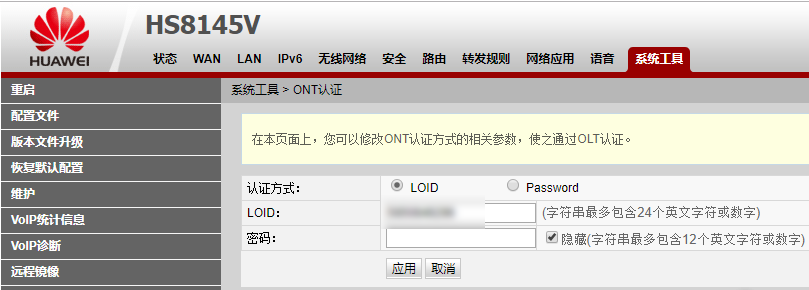 HUAWEI
HS8145V
状态 WAN LAN IPv6 无线网络 安全 路由 转发规则 网络应用 语音 系统工具
重启
配置文件
版本文件升级
恢复默认配置
维护
VoIP统计信息
VoIP诊断
远程镜像
系统工具 > ONT认证
在本页面上，您可以修改ONT认证方式的相关参数，使之通过OLT认证。
认证方式： LOID Password
LOID： (字符串最多包含24个英文字符或数字)
密码： 隐藏(字符串最多包含12个英文字符或数字)
应用 取消